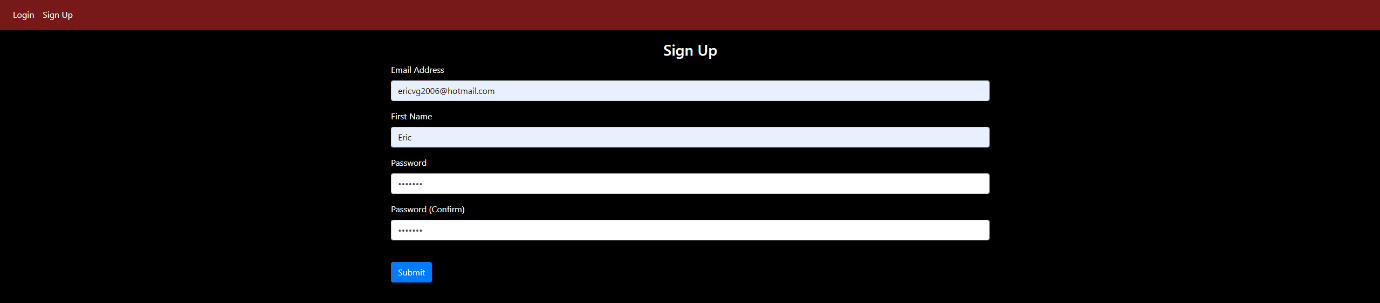 Login Sign Up
Sign Up
Email Address
ericvg2006@hotmail.com
First Name
Eric
Password
•••••••
Password (Confirm)
•••••••
Submit